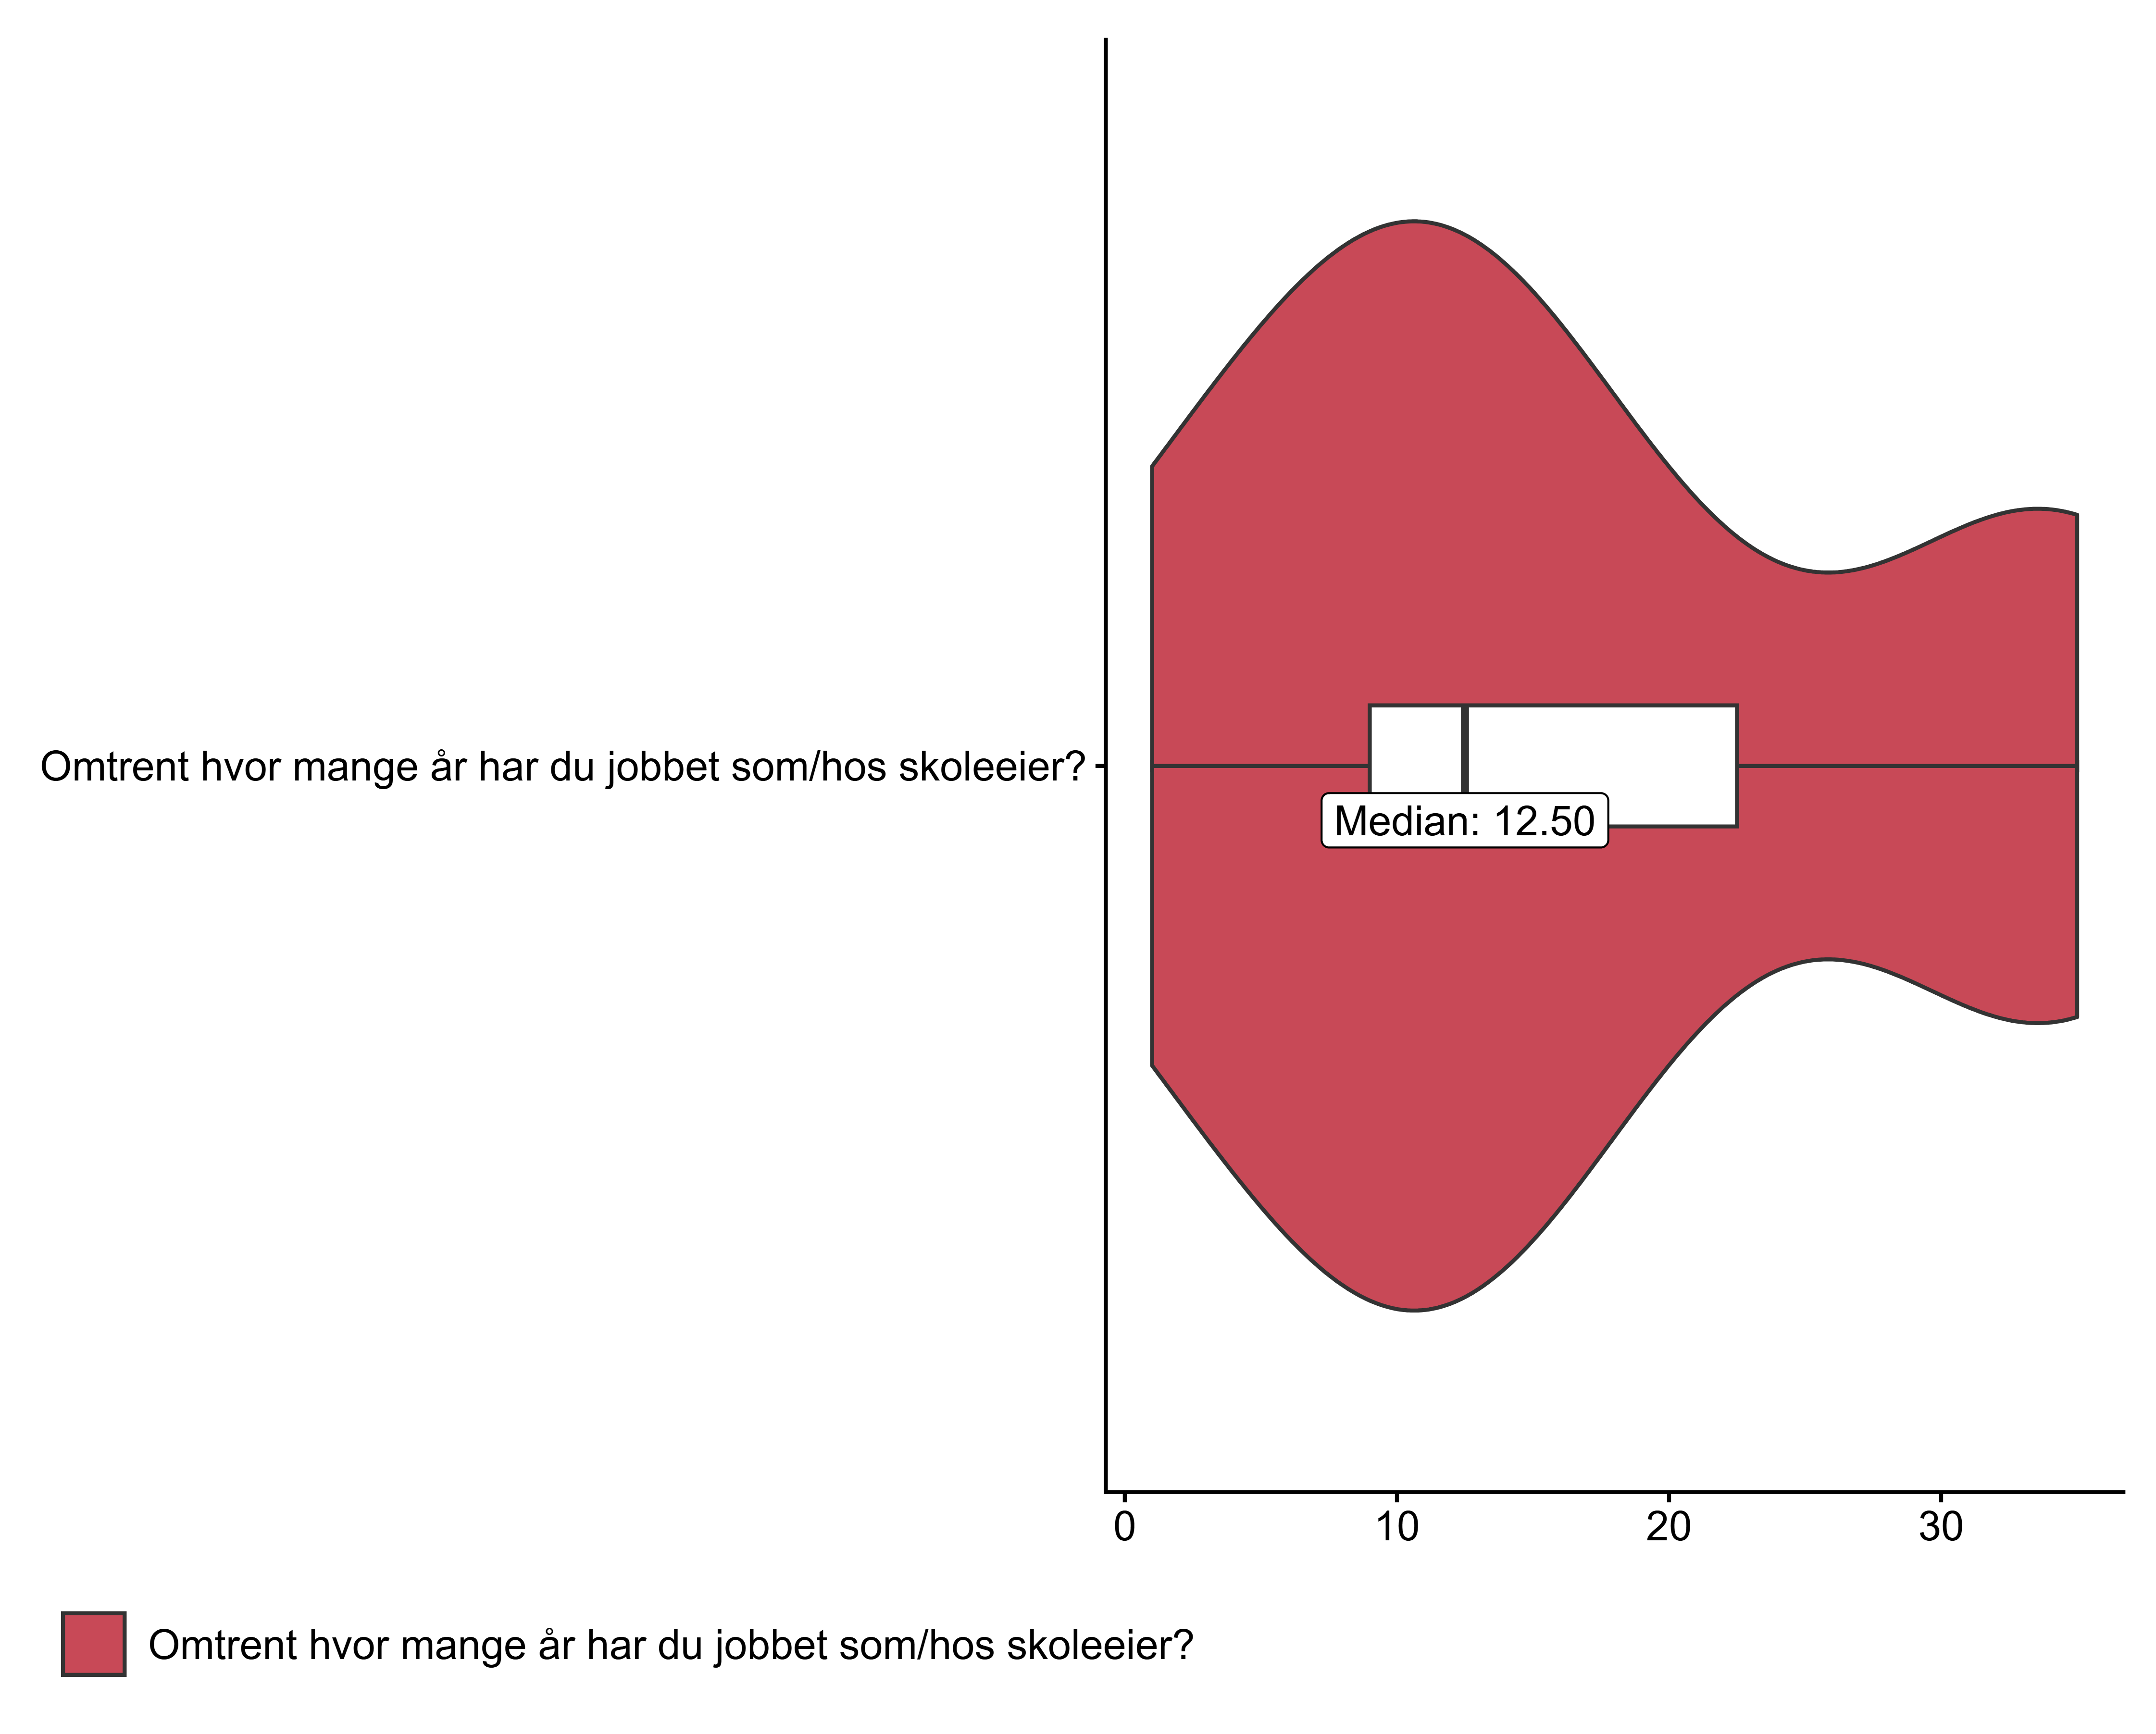 Omtrent hvor mange år har du jobbet som/hos skoleeier?
Median: 12.50
0 10 20 30
Omtrent hvor mange år har du jobbet som/hos skoleeier?